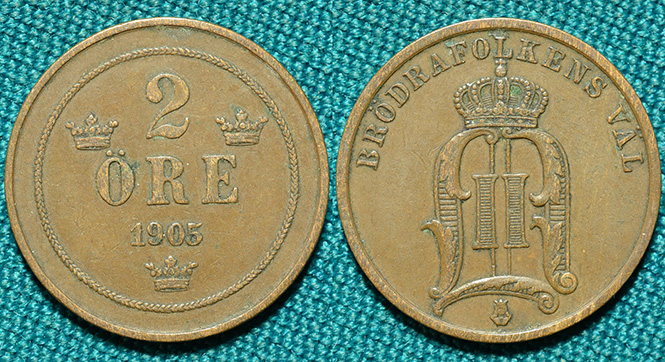 2
ÖRE
1905
BRÖDRAFOLKENS VÄL
II